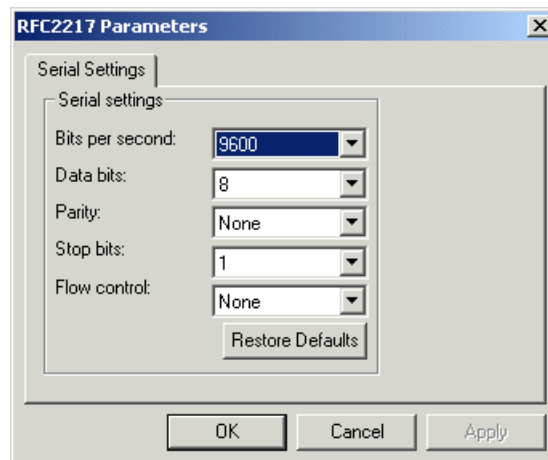 RFC2217 Parameters
Serial Settings
Serial settings
Bits per second: 9600
Data bits: 8
Parity: None
Stop bits: 1
Flow control: None
Restore Defaults
OK Cancel Apply